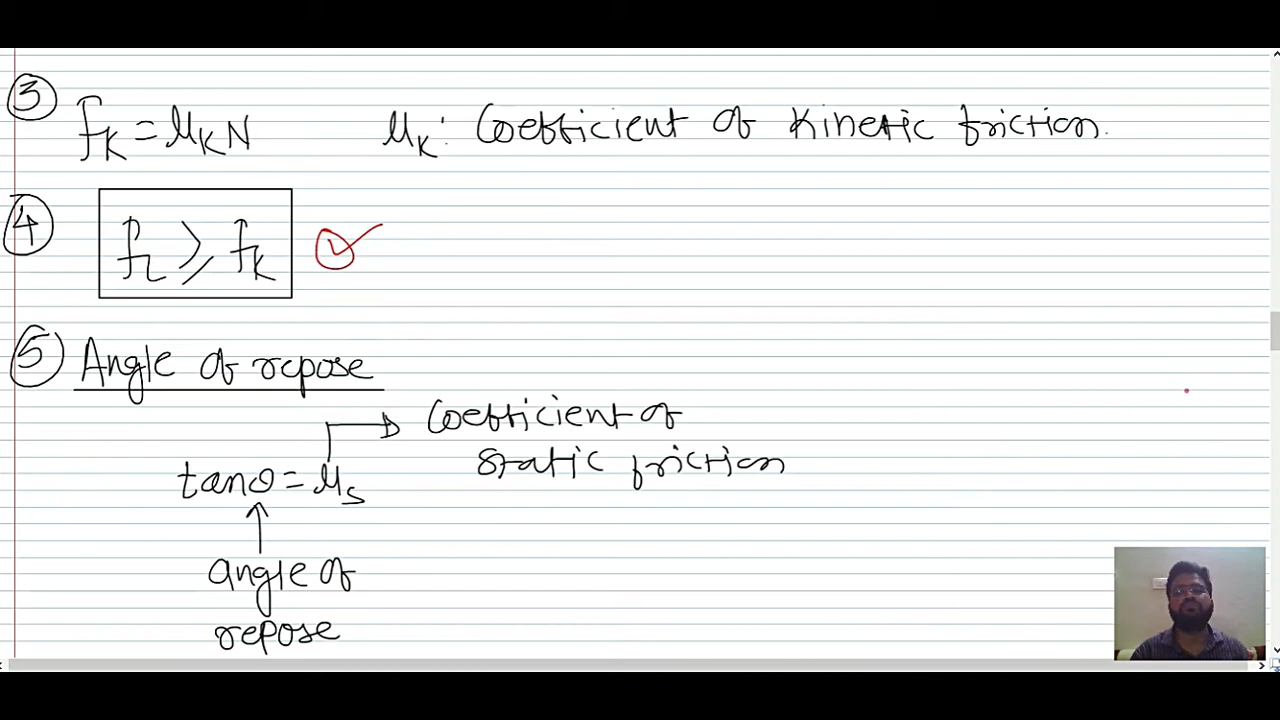 ③ fK = μKN μK: Coefficient of kinetic friction.
④ fL ⩾ fK
⑤ Angle of repose
Coefficient of
static friction
tanθ = μs
angle of
repose